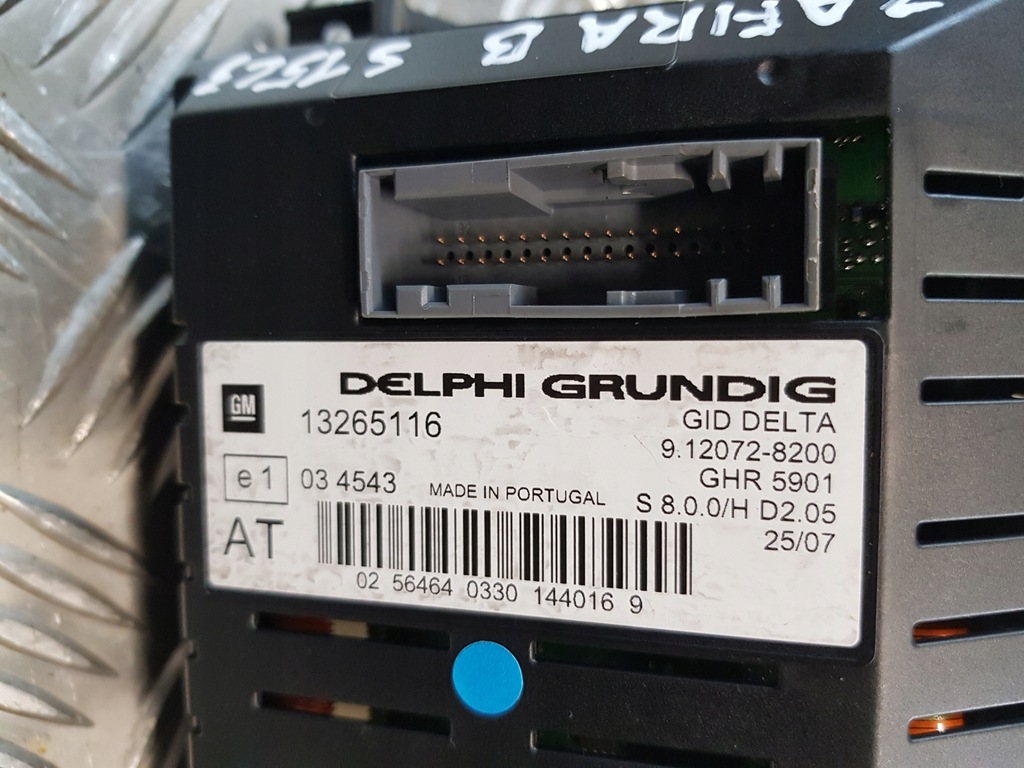 ZAFIRA B S1523
DELPHI GRUNDIG
GM
13265116
GID DELTA
9.12072-8200
GHR 5901
e1
03 4543
MADE IN PORTUGAL
S 8.0.0/H D2.05
25/07
AT
02 56464 0330 144016 9